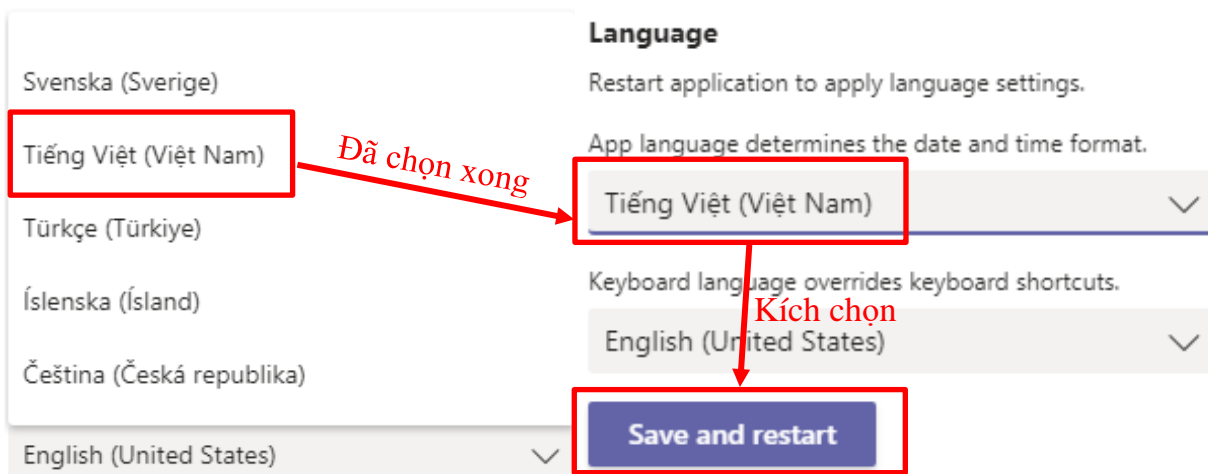 Svenska (Sverige)
Tiếng Việt (Việt Nam)
Türkçe (Türkiye)
Íslenska (Ísland)
Čeština (Česká republika)
English (United States)
Đã chọn xong
Language
Restart application to apply language settings.
App language determines the date and time format.
Tiếng Việt (Việt Nam)
Keyboard language overrides keyboard shortcuts.
Kích chọn
English (United States)
Save and restart